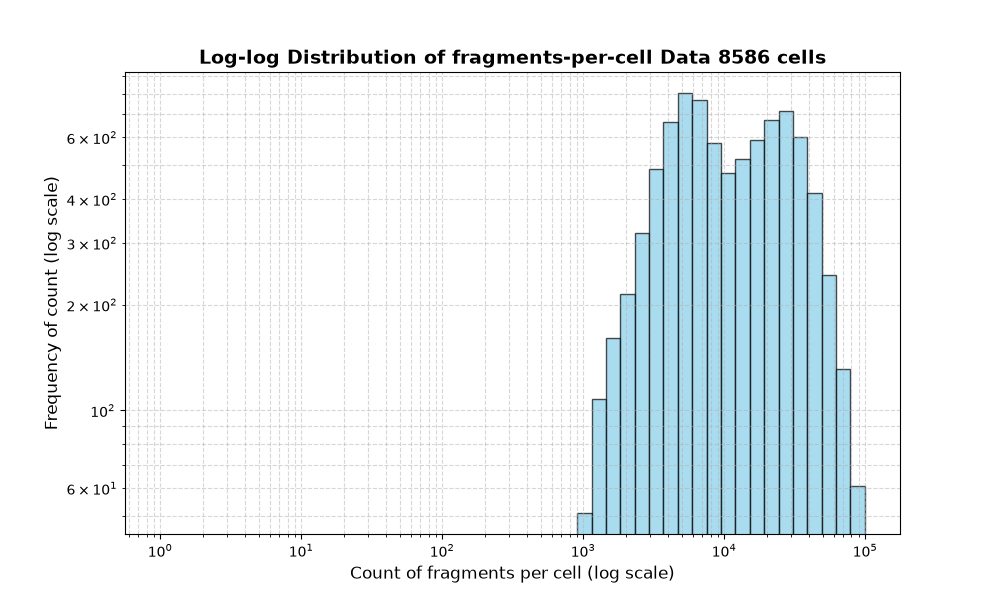 Log-log Distribution of fragments-per-cell Data 8586 cells
Frequency of count (log scale)
6 × 10²
4 × 10²
3 × 10²
2 × 10²
10²
6 × 10¹
10⁰ 10¹ 10² 10³ 10⁴ 10⁵
Count of fragments per cell (log scale)